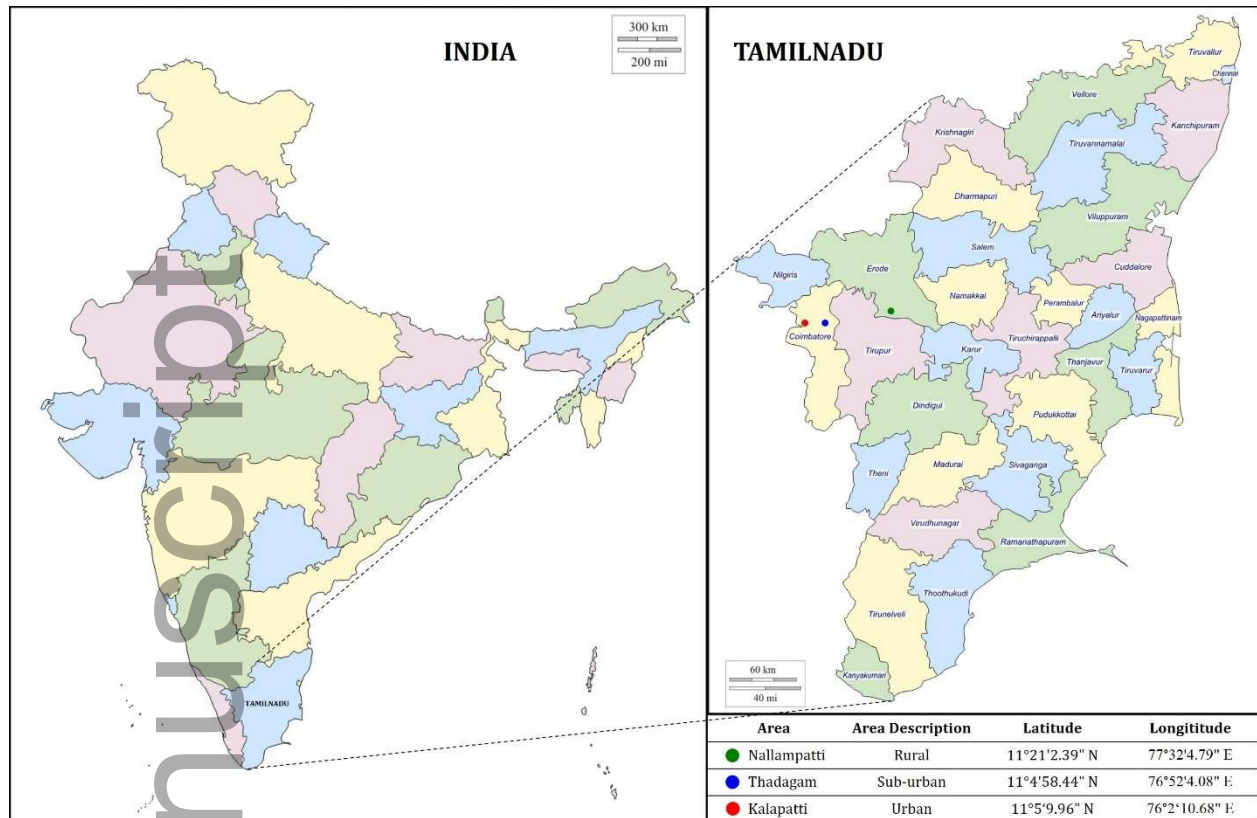 INDIA
300 km
200 mi
TAMILNADU
TAMILNADU
Tiruvallur
Chennai
Vellore
Kanchipuram
Krishnagiri
Tiruvannamalai
Dharmapuri
Viluppuram
Salem
Cuddalore
Nilgiris
Erode
Namakkal
Perambalur
Ariyalur
Nagapattinam
Coimbatore
Tirupur
Karur
Tiruchirappalli
Thanjavur
Tiruvarur
Dindigul
Pudukkottai
Theni
Madurai
Sivaganga
Virudhunagar
Ramanathapuram
Thoothukudi
Tirunelveli
Kanyakumari
60 km
40 mi
Area Area Description Latitude Longititude
Nallampatti Rural 11°21'2.39" N 77°32'4.79" E
Thadagam Sub-urban 11°4'58.44" N 76°52'4.08" E
Kalapatti Urban 11°5'9.96" N 76°2'10.68" E
nuscript